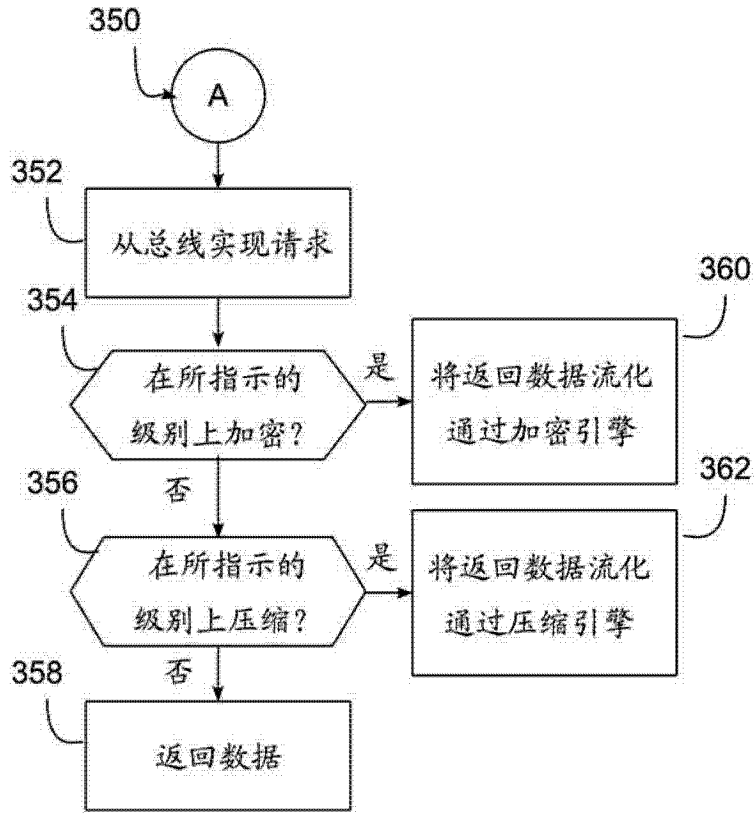 350
A
352
从总线实现请求
354
在所指示的
级别上加密？
是
360
将返回数据流化
通过加密引擎
否
356
在所指示的
级别上压缩？
是
362
将返回数据流化
通过压缩引擎
否
358
返回数据